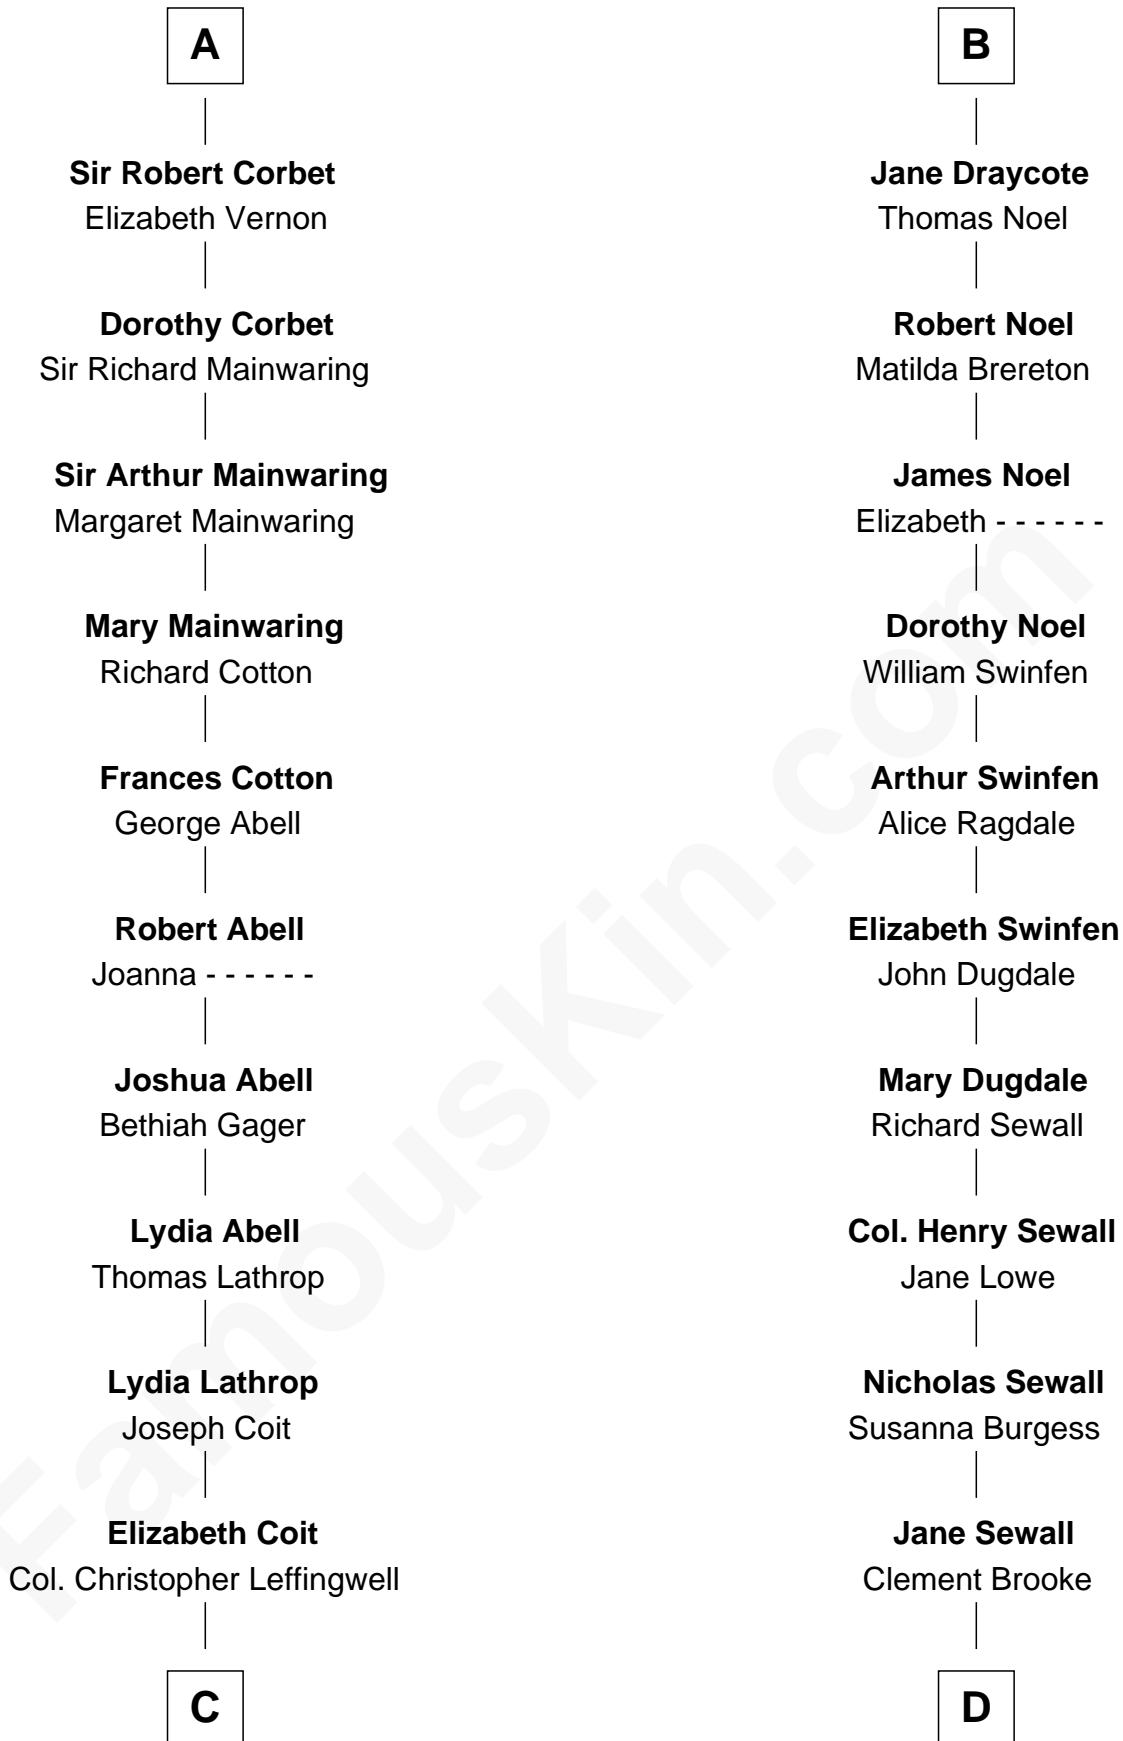 A
Sir Robert Corbet
Elizabeth Vernon
Dorothy Corbet
Sir Richard Mainwaring
Sir Arthur Mainwaring
Margaret Mainwaring
Mary Mainwaring
Richard Cotton
Frances Cotton
George Abell
Robert Abell
Joanna - - - - - -
Joshua Abell
Bethiah Gager
Lydia Abell
Thomas Lathrop
Lydia Lathrop
Joseph Coit
Elizabeth Coit
Col. Christopher Leffingwell
C
B
Jane Draycote
Thomas Noel
Robert Noel
Matilda Brereton
James Noel
Elizabeth - - - - - -
Dorothy Noel
William Swinfen
Arthur Swinfen
Alice Ragdale
Elizabeth Swinfen
John Dugdale
Mary Dugdale
Richard Sewall
Col. Henry Sewall
Jane Lowe
Nicholas Sewall
Susanna Burgess
Jane Sewall
Clement Brooke
D
FamousKin.com